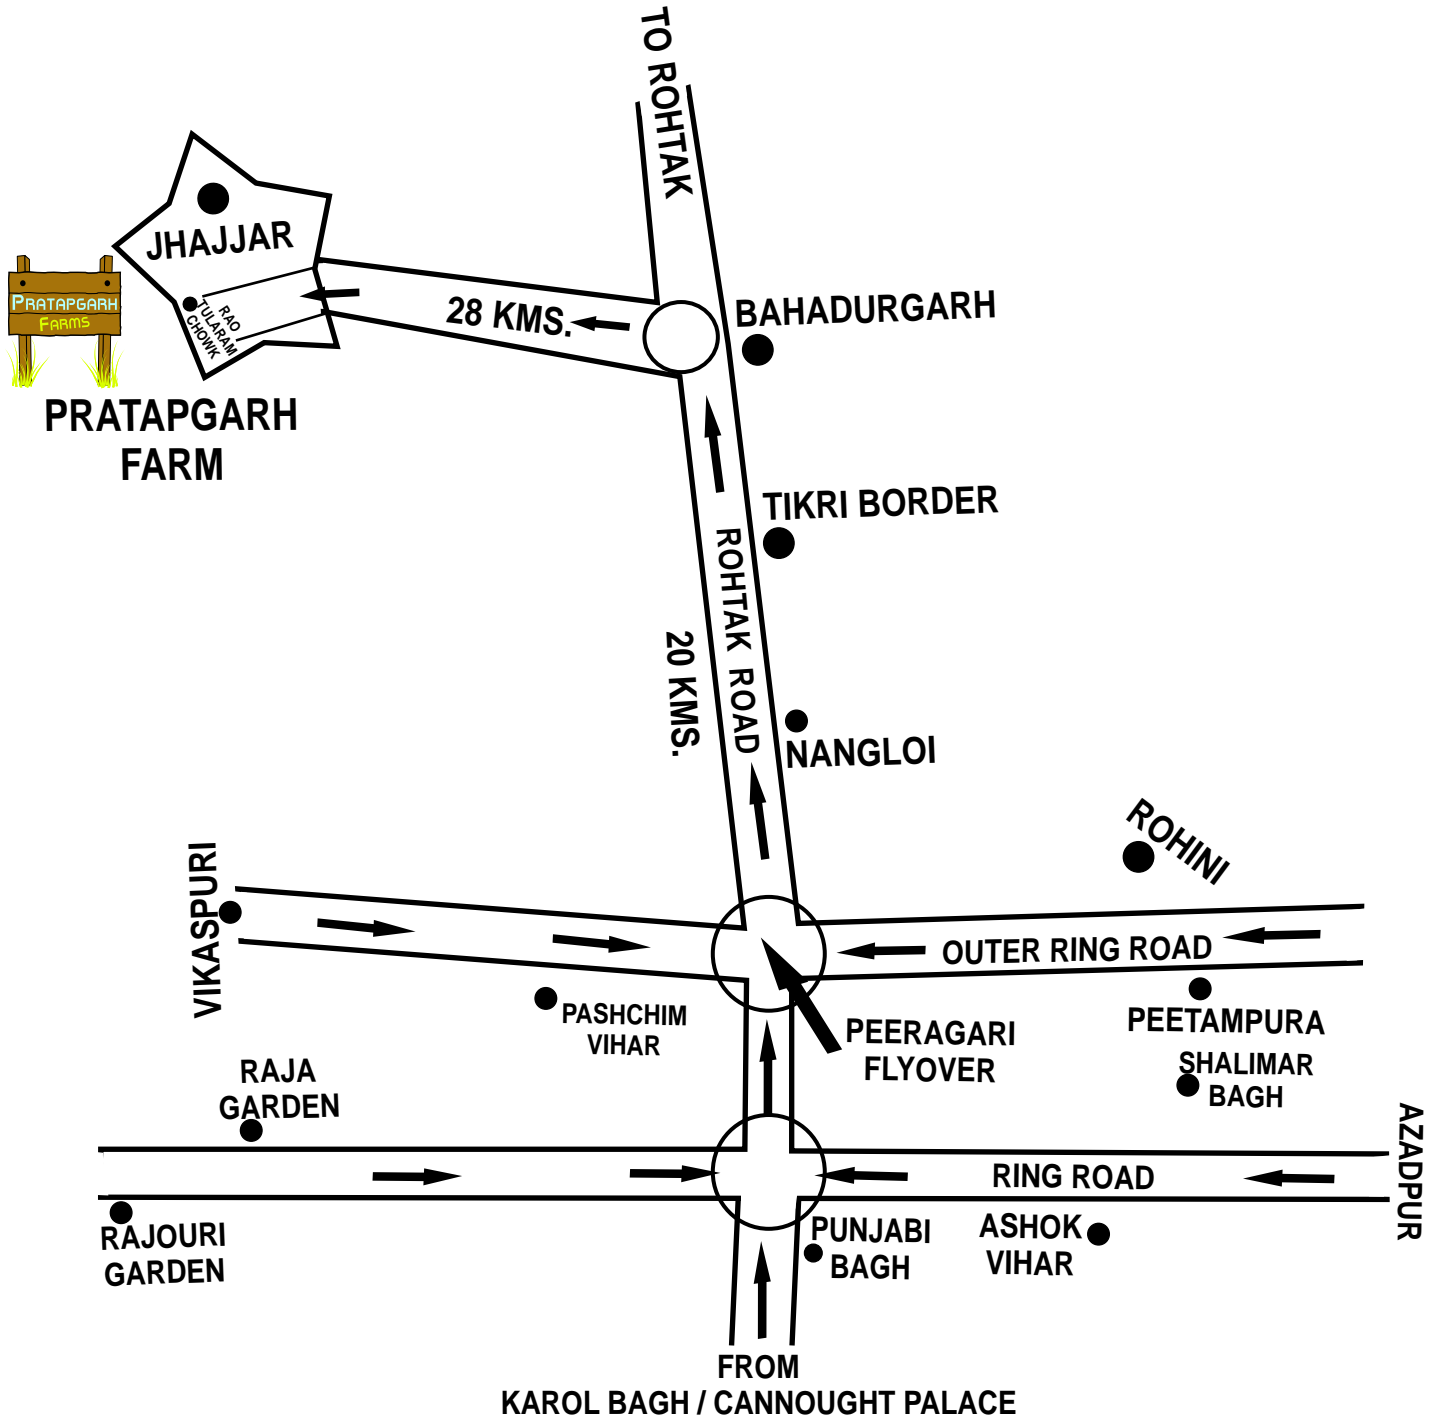 TO ROHTAK
JHAJJAR
PRATAPGARH
FARMS
RAO
TULARAM
CHOWK
28 KMS.
BAHADURGARH
PRATAPGARH
FARM
TIKRI BORDER
ROHTAK ROAD
20 KMS.
NANGLOI
ROHINI
VIKASPURI
OUTER RING ROAD
PASHCHIM
VIHAR
PEERAGARI
FLYOVER
PEETAMPURA
SHALIMAR
BAGH
RAJA
GARDEN
AZADPUR
RING ROAD
RAJOURI
GARDEN
PUNJABI
BAGH
ASHOK
VIHAR
FROM
KAROL BAGH / CANNOUGHT PALACE